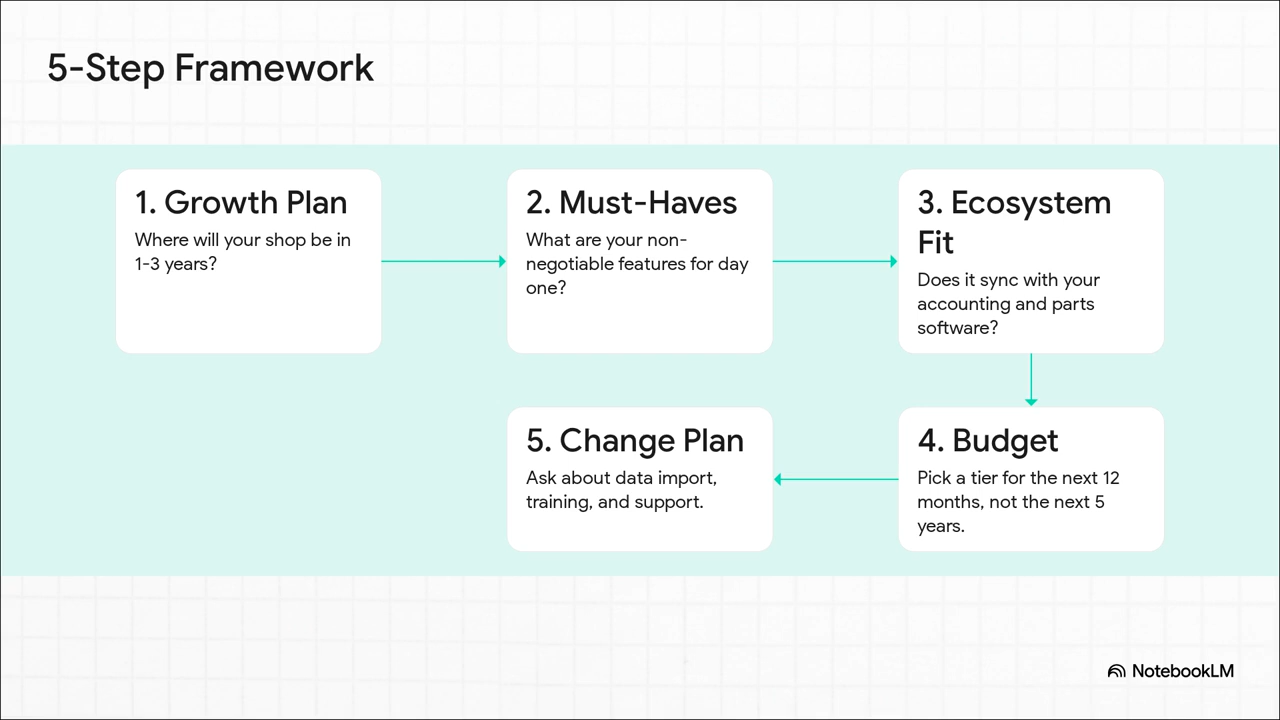 5-Step Framework
1. Growth Plan
Where will your shop be in
1-3 years?
2. Must-Haves
What are your non-
negotiable features for day
one?
3. Ecosystem
Fit
Does it sync with your
accounting and parts
software?
4. Budget
Pick a tier for the next 12
months, not the next 5
years.
5. Change Plan
Ask about data import,
training, and support.
NotebookLM